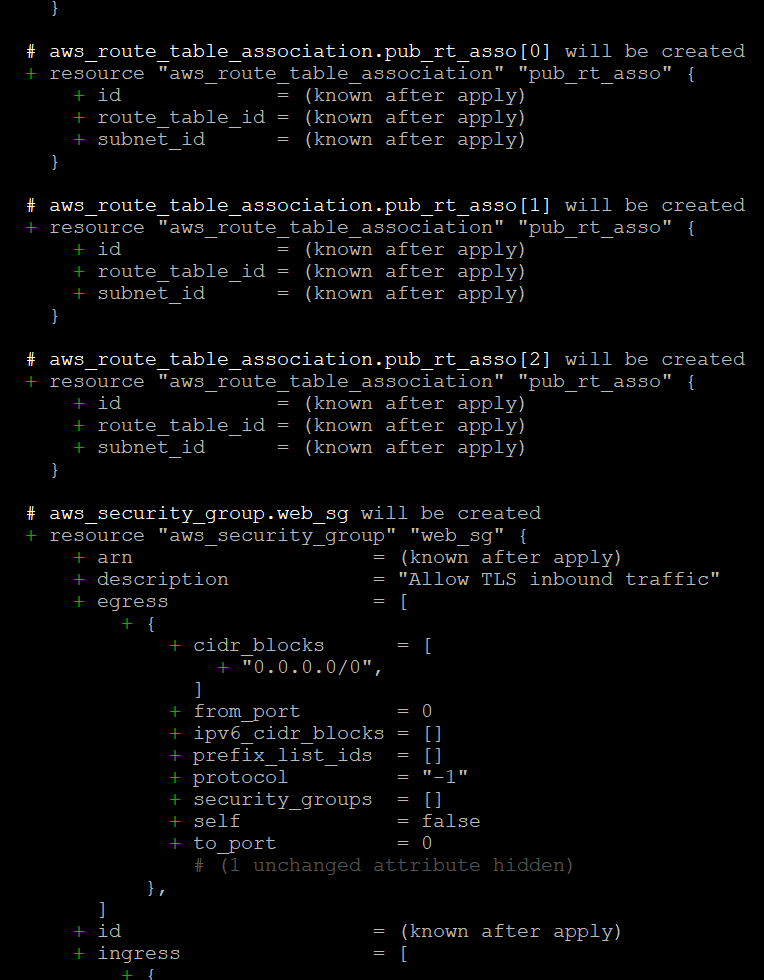 }
# aws_route_table_association.pub_rt_asso[0] will be created
+ resource "aws_route_table_association" "pub_rt_asso" {
+ id = (known after apply)
+ route_table_id = (known after apply)
+ subnet_id = (known after apply)
}
# aws_route_table_association.pub_rt_asso[1] will be created
+ resource "aws_route_table_association" "pub_rt_asso" {
+ id = (known after apply)
+ route_table_id = (known after apply)
+ subnet_id = (known after apply)
}
# aws_route_table_association.pub_rt_asso[2] will be created
+ resource "aws_route_table_association" "pub_rt_asso" {
+ id = (known after apply)
+ route_table_id = (known after apply)
+ subnet_id = (known after apply)
}
# aws_security_group.web_sg will be created
+ resource "aws_security_group" "web_sg" {
+ arn = (known after apply)
+ description = "Allow TLS inbound traffic"
+ egress = [
+ {
+ cidr_blocks = [
+ "0.0.0.0/0",
]
+ from_port = 0
+ ipv6_cidr_blocks = []
+ prefix_list_ids = []
+ protocol = "-1"
+ security_groups = []
+ self = false
+ to_port = 0
# (1 unchanged attribute hidden)
},
]
+ id = (known after apply)
+ ingress = [
+ {